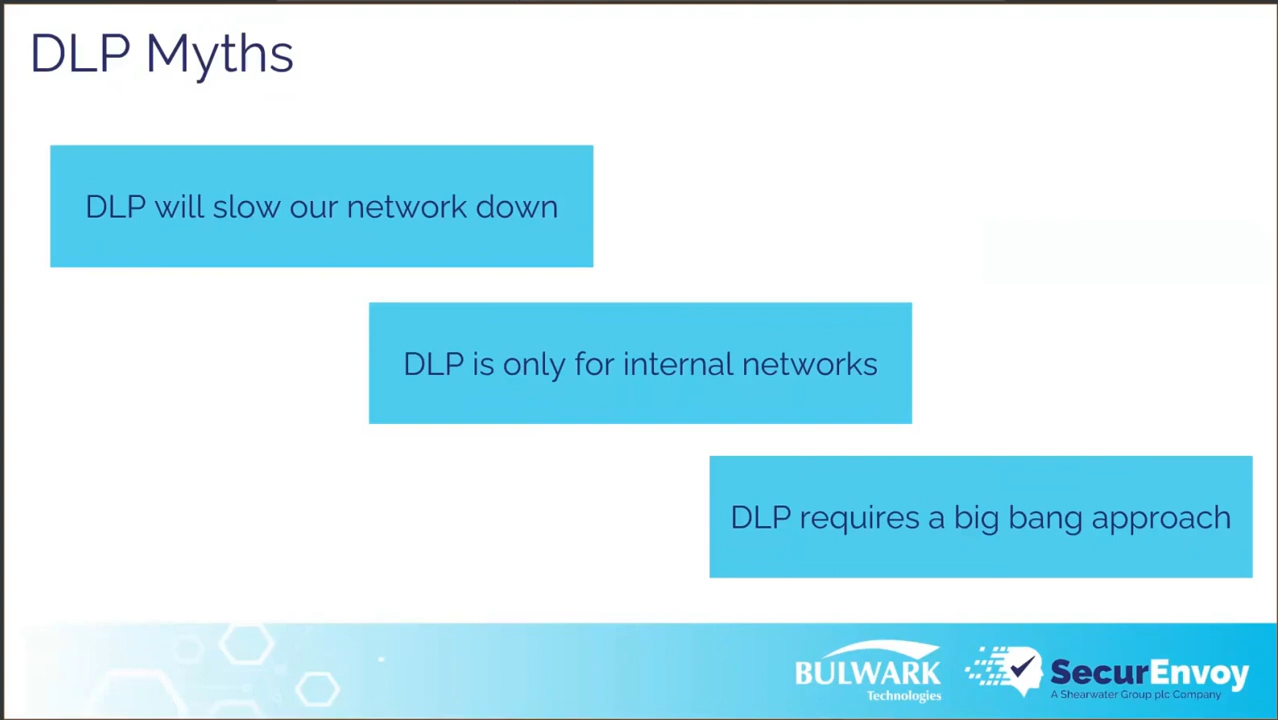 DLP Myths
DLP will slow our network down
DLP is only for internal networks
DLP requires a big bang approach
BULWARK
Technologies
SecurEnvoy
A Shearwater Group plc Company